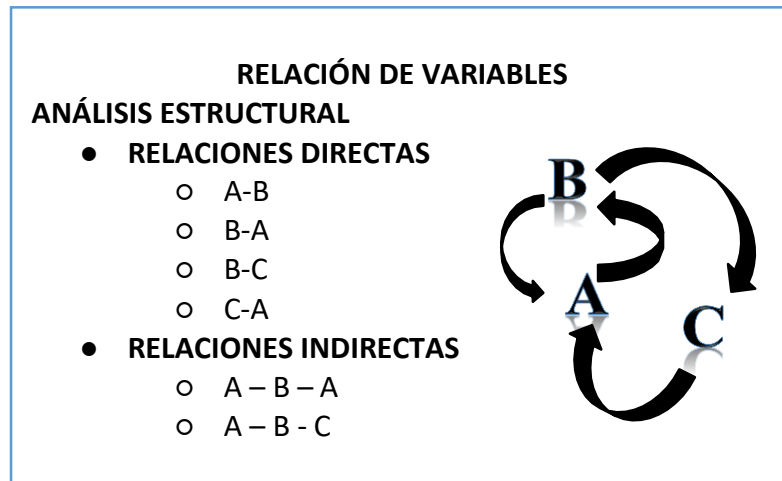 RELACIÓN DE VARIABLES
ANÁLISIS ESTRUCTURAL
● RELACIONES DIRECTAS
○ A-B
○ B-A
○ B-C
○ C-A
● RELACIONES INDIRECTAS
○ A – B – A
○ A – B - C
B
A
C